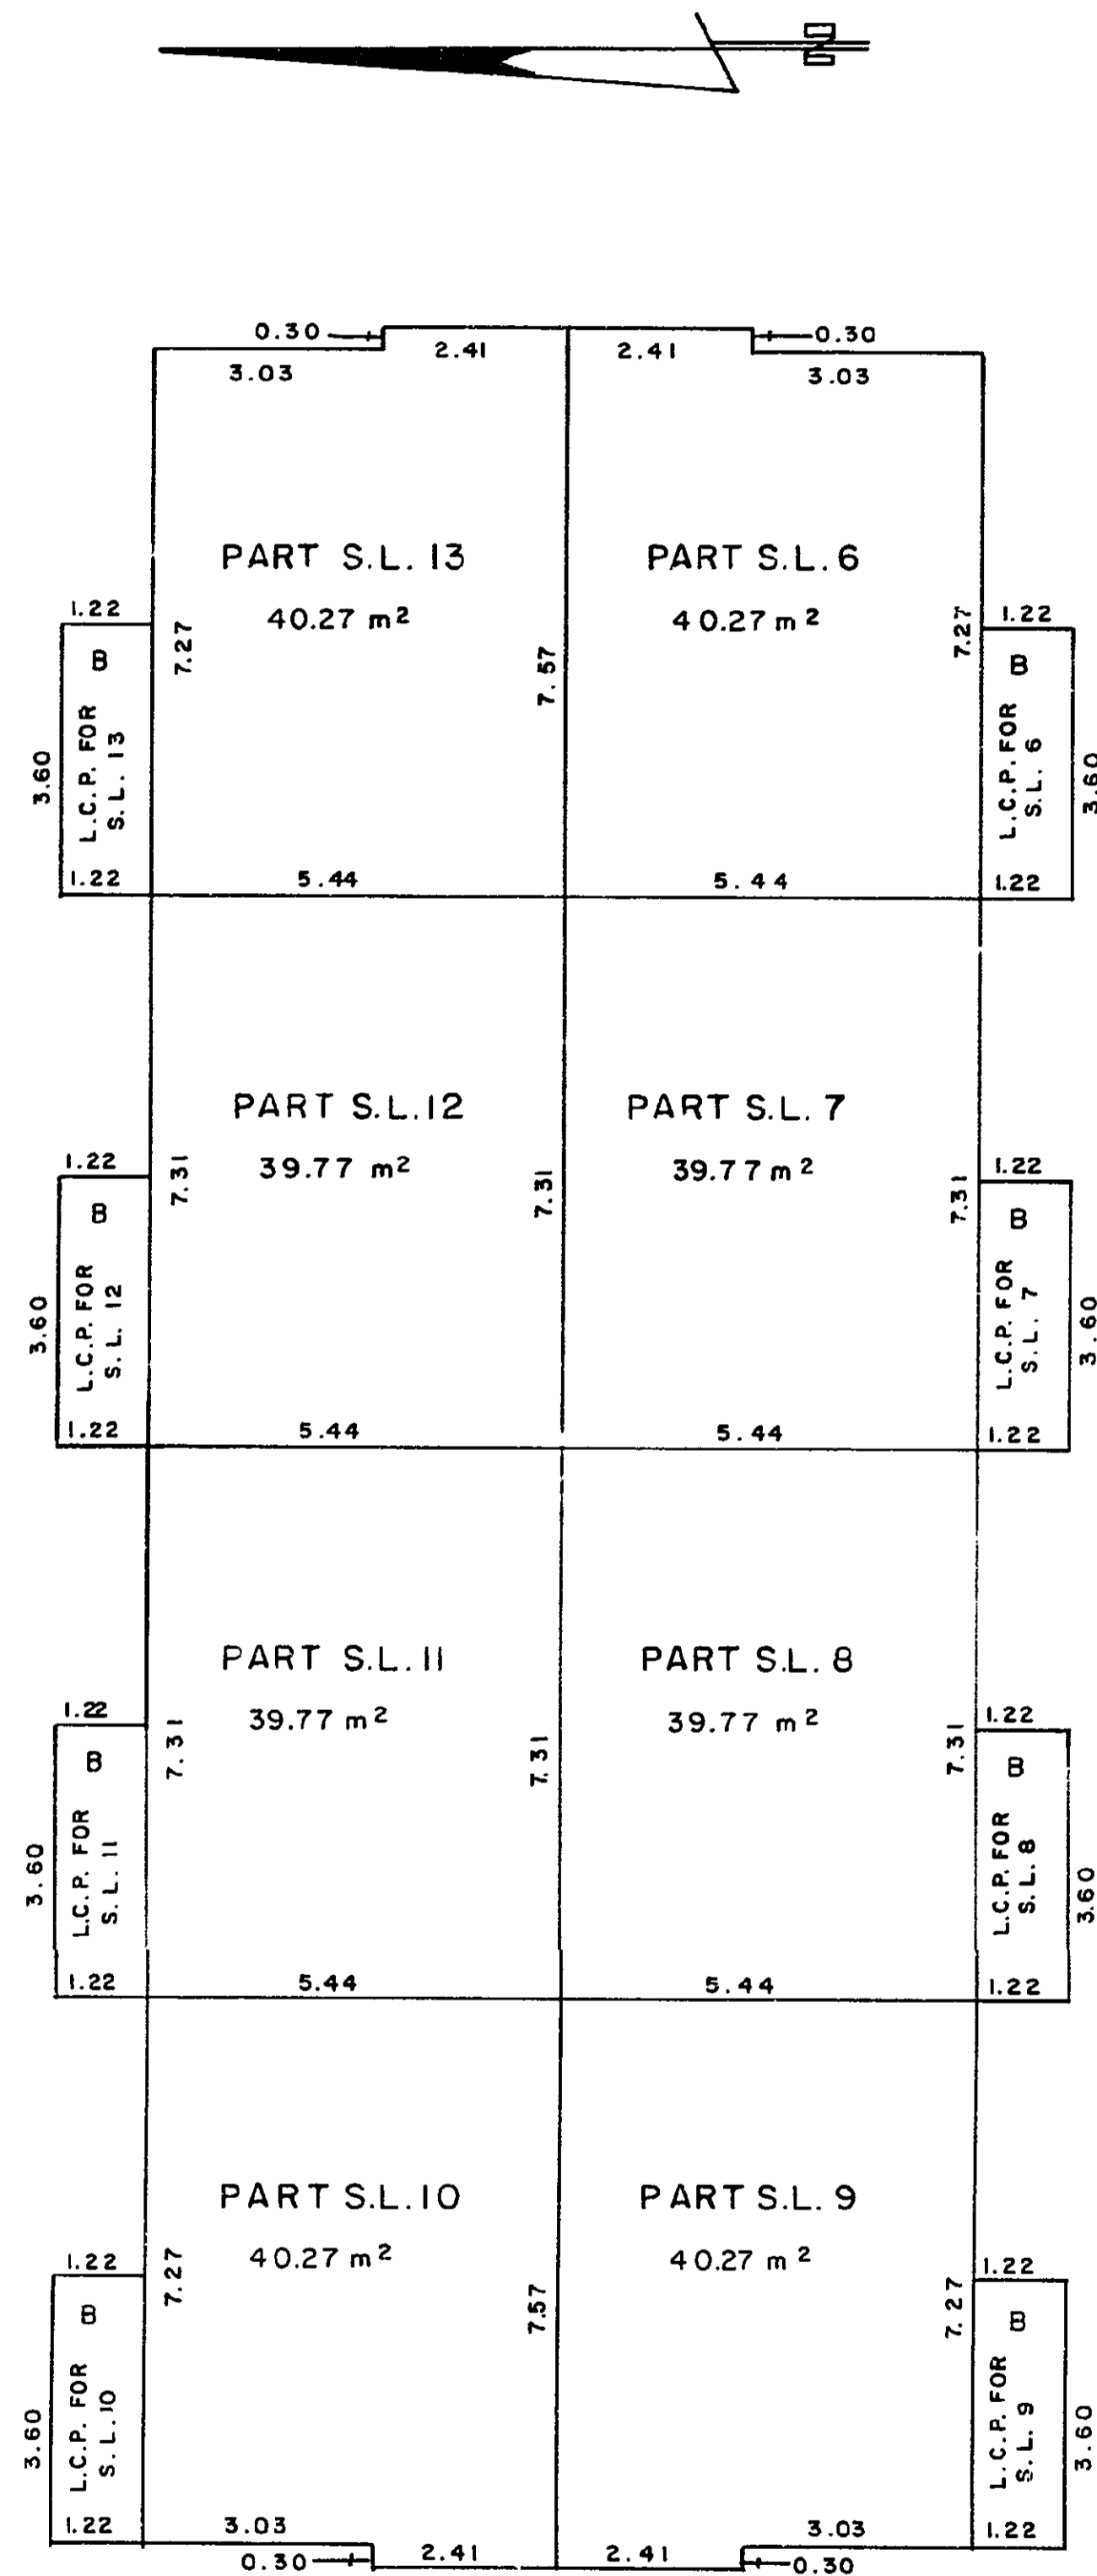 N
0.30
2.41
2.41
0.30
3.03
3.03
PART S.L. 13
PART S.L. 6
40.27 m²
40.27 m²
1.22
7.27
7.57
7.27
1.22
B
L.C.P. FOR
S.L. 13
B
L.C.P. FOR
S.L. 6
3.60
3.60
1.22
5.44
5.44
1.22
PART S.L. 12
PART S.L. 7
39.77 m²
39.77 m²
1.22
7.31
7.31
7.31
1.22
B
L.C.P. FOR
S.L. 12
B
L.C.P. FOR
S.L. 7
3.60
3.60
1.22
5.44
5.44
1.22
PART S.L. 11
PART S.L. 8
39.77 m²
39.77 m²
1.22
7.31
7.31
7.31
1.22
B
L.C.P. FOR
S.L. 11
B
L.C.P. FOR
S.L. 8
3.60
3.60
1.22
5.44
5.44
1.22
PART S.L. 10
PART S.L. 9
40.27 m²
40.27 m²
1.22
7.27
7.57
7.27
1.22
B
L.C.P. FOR
S.L. 10
B
L.C.P. FOR
S.L. 9
3.60
3.60
1.22
3.03
3.03
1.22
0.30
2.41
2.41
0.30